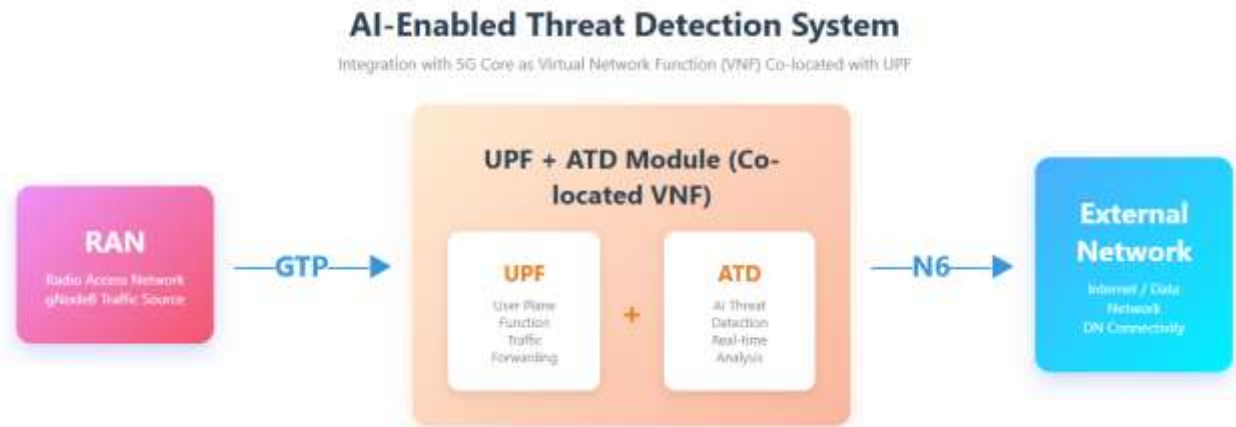 AI-Enabled Threat Detection System
Integration with 5G Core as Virtual Network Function (VNF) Co-located with UPF
UPF + ATD Module (Co-
located VNF)
RAN
Radio Access Network
gNodeB Traffic Source
GTP
UPF
User Plane
Function
Traffic
Forwarding
+
ATD
AI Threat
Detection
Real-time
Analysis
N6
External
Network
Internet / Data
Network
DN Connectivity